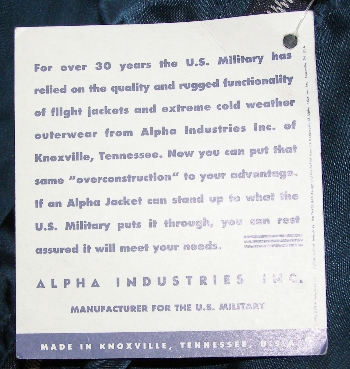 For over 30 years the U.S. Military has
relied on the quality and rugged functionality
of flight jackets and extreme cold weather
outerwear from Alpha Industries Inc. of
Knoxville, Tennessee. Now you can put that
same "overconstruction" to your advantage.
If an Alpha Jacket can stand up to what the
U.S. Military puts it through, you can rest
assured it will meet your needs.
ALPHA INDUSTRIES INC.
MANUFACTURER FOR THE U.S. MILITARY
MADE IN KNOXVILLE, TENNESSEE, U.S.A.